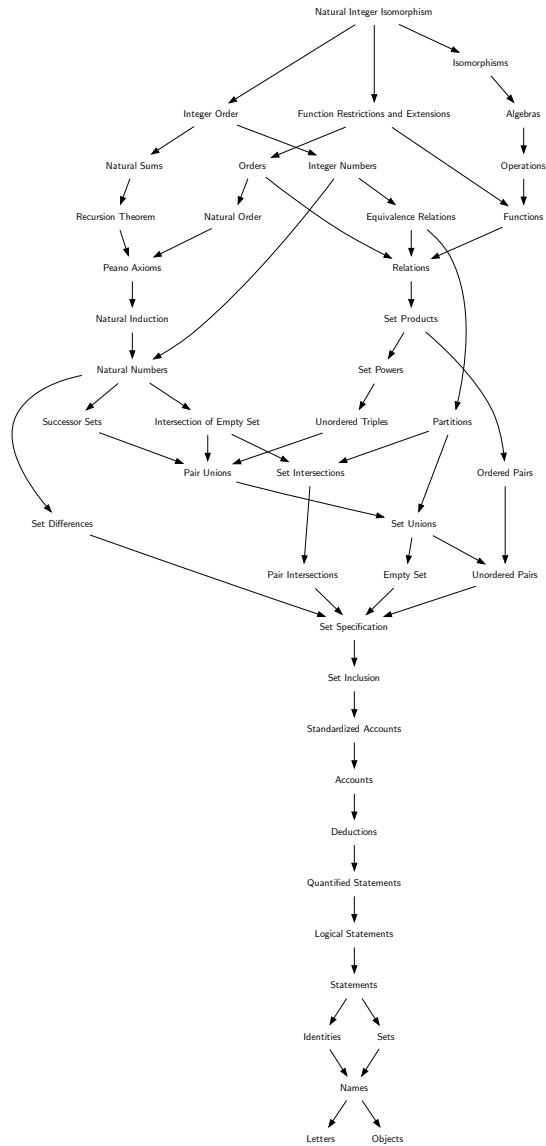 Natural Integer Isomorphism
Isomorphisms
Integer Order
Function Restrictions and Extensions
Algebras
Natural Sums
Orders
Integer Numbers
Operations
Recursion Theorem
Natural Order
Equivalence Relations
Functions
Peano Axioms
Relations
Natural Induction
Set Products
Natural Numbers
Set Powers
Successor Sets
Intersection of Empty Set
Unordered Triples
Partitions
Pair Unions
Set Intersections
Ordered Pairs
Set Differences
Set Unions
Pair Intersections
Empty Set
Unordered Pairs
Set Specification
Set Inclusion
Standardized Accounts
Accounts
Deductions
Quantified Statements
Logical Statements
Statements
Identities
Sets
Names
Letters
Objects